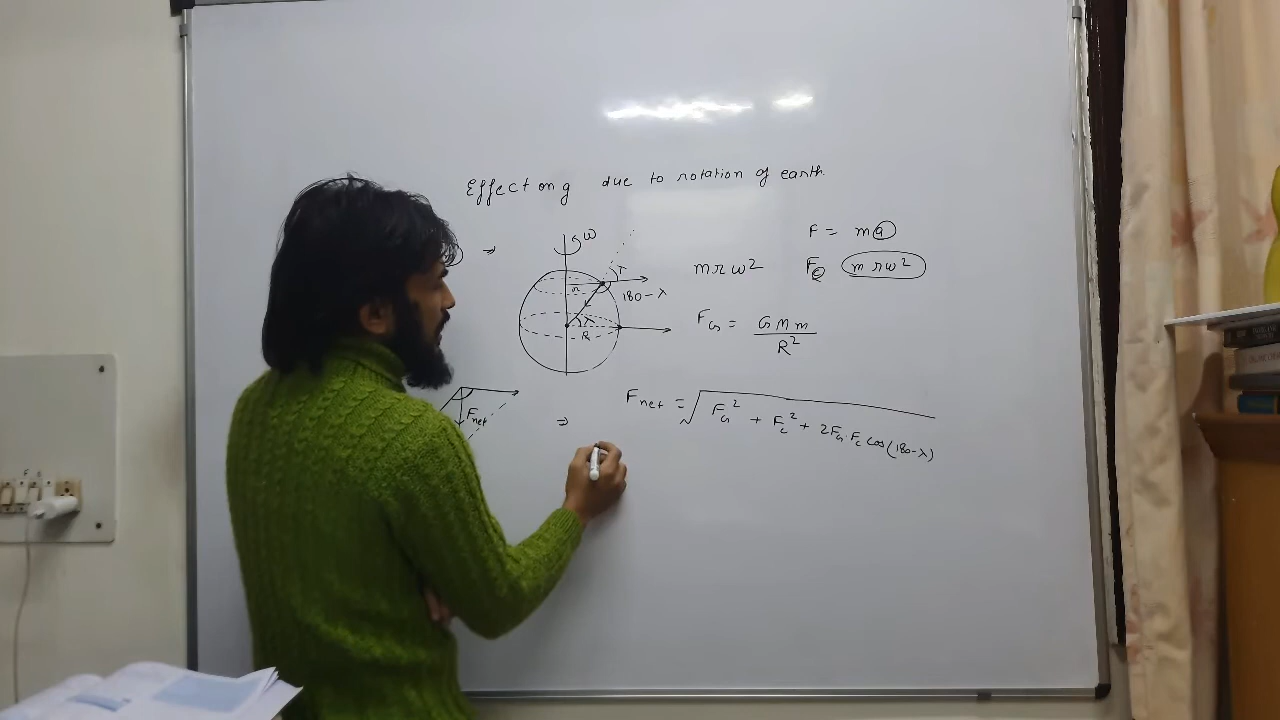 Effect on g due to rotation of earth
F = ma
⇒ ω
m r ω² Fc m r ω²
r 180-λ
λ
R
F_G = GMm / R²
F_net ⇒ F_net = √F_G² + F_c² + 2F_G.F_c cos(180-λ)